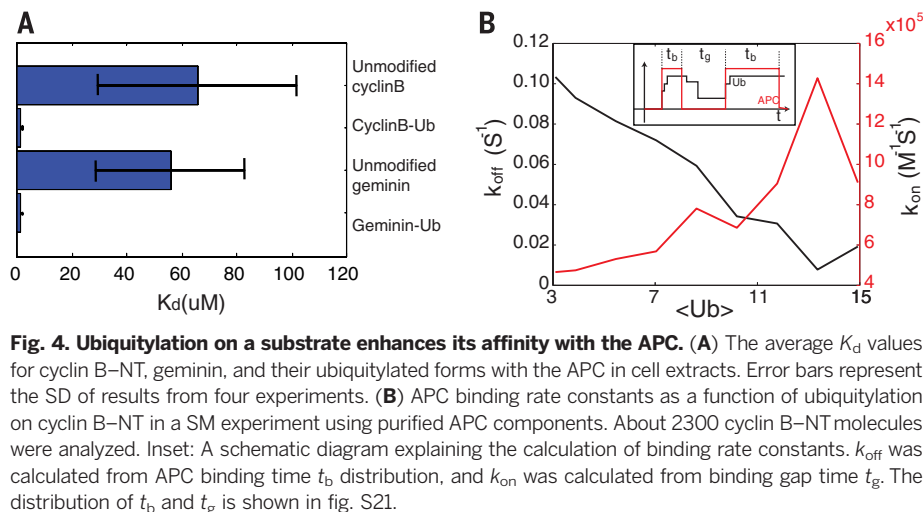 A
Unmodified
cyclinB
CyclinB-Ub
Unmodified
geminin
Geminin-Ub
0 20 40 60 80 100 120
Kd(uM)
B
0.12
0.10
0.08
0.06
0.04
0.02
0
koff (S-1)
tb tg tb
Ub
APC
t
3 7 11 15
<Ub>
16 x10^5
14
12
10
8
6
4
kon (M-1S-1)
Fig. 4. Ubiquitylation on a substrate enhances its affinity with the APC. (A) The average Kd values
for cyclin B–NT, geminin, and their ubiquitylated forms with the APC in cell extracts. Error bars represent
the SD of results from four experiments. (B) APC binding rate constants as a function of ubiquitylation
on cyclin B–NT in a SM experiment using purified APC components. About 2300 cyclin B–NT molecules
were analyzed. Inset: A schematic diagram explaining the calculation of binding rate constants. koff was
calculated from APC binding time tb distribution, and kon was calculated from binding gap time tg. The
distribution of tb and tg is shown in fig. S21.